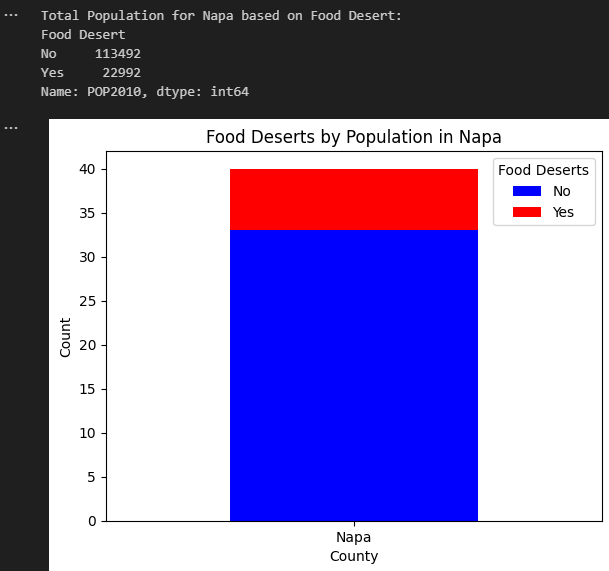 ... Total Population for Napa based on Food Desert:
Food Desert
No     113492
Yes     22992
Name: POP2010, dtype: int64
...
Food Deserts by Population in Napa
Food Deserts
No
Yes
40
35
30
25
20
15
10
5
0
Count
Napa
County